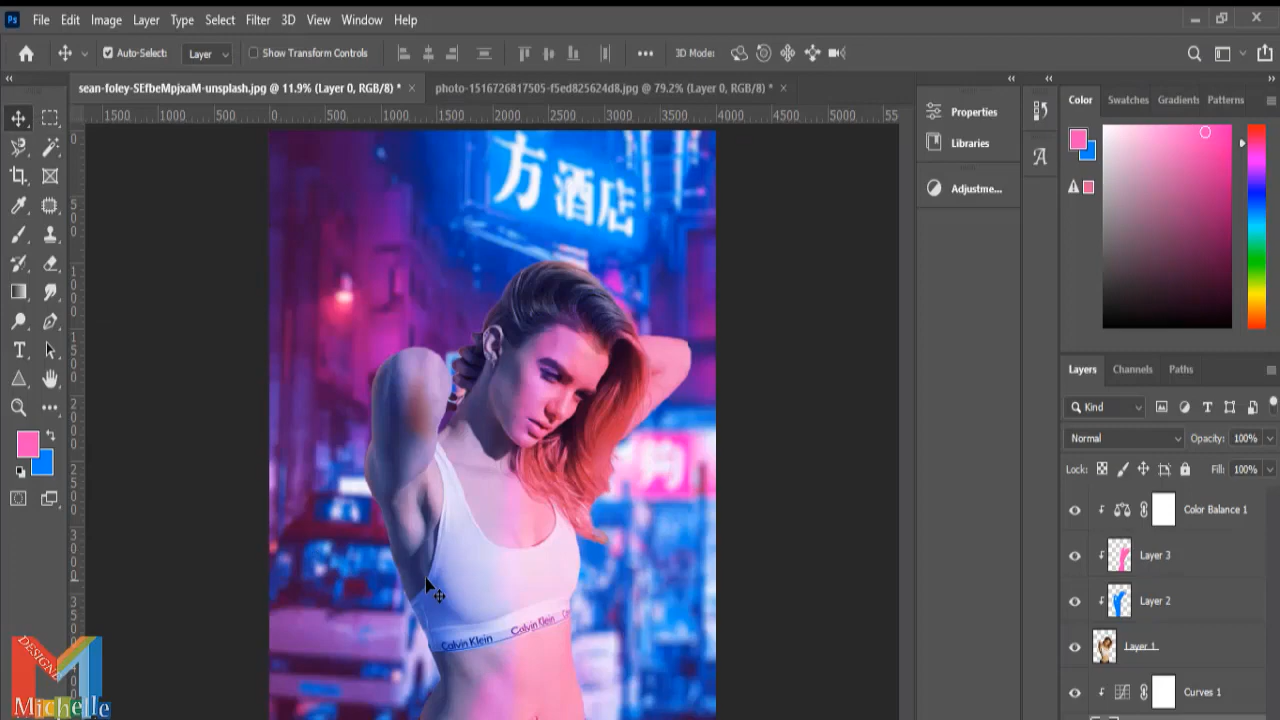 Ps File Edit Image Layer Type Select Filter 3D View Window Help
Auto-Select: Layer Show Transform Controls ••• 3D Mode:
sean-foley-SEfbeMpjxaM-unsplash.jpg @ 11.9% (Layer 0, RGB/8) * × photo-1516726817505-f5ed825624d8.jpg @ 79.2% (Layer 0, RGB/8) * ×
1500 1000 500 0 500 1000 1500 2000 2500 3000 3500 4000 4500 5000 55
Properties
Libraries
Adjustme...
Color Swatches Gradients Patterns
方酒店
Calvin Klein Calvin Klein
Layers Channels Paths
Kind
Normal Opacity: 100%
Lock: Fill: 100%
Color Balance 1
Layer 3
Layer 2
Layer 1
Curves 1
DESIGNE
Michelle